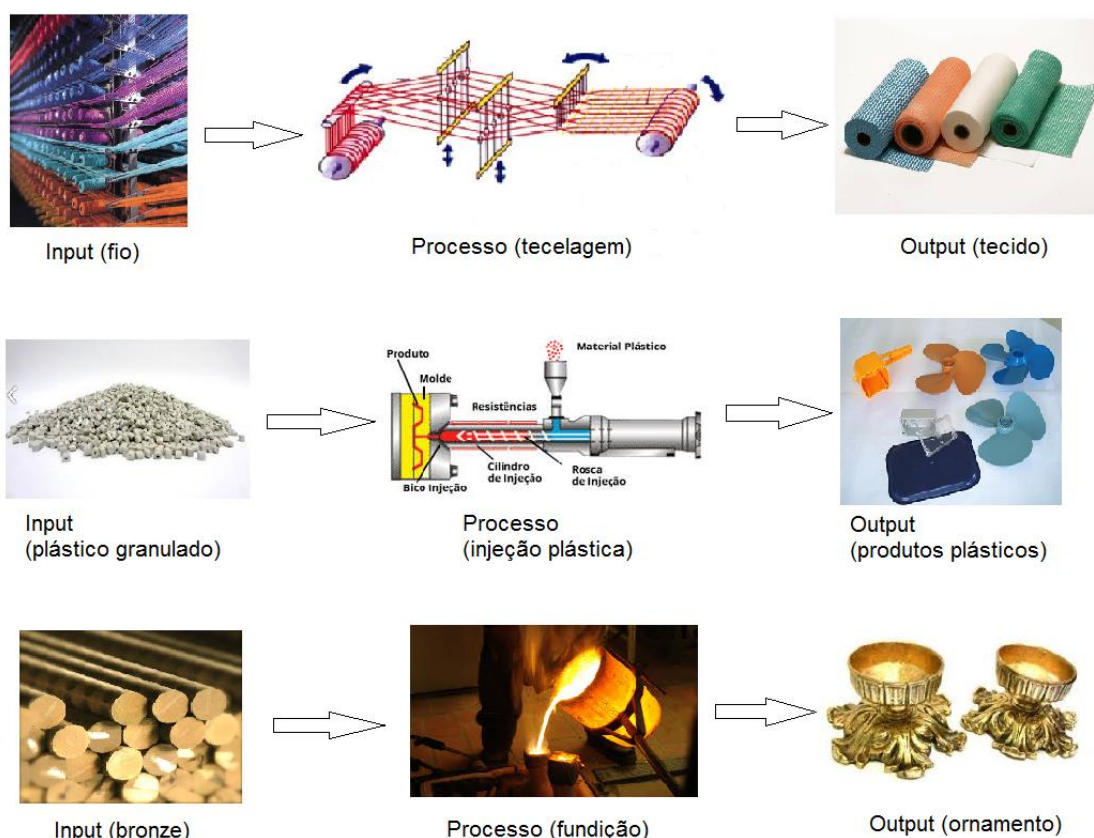 Input (fio)
Processo (tecelagem)
Output (tecido)
Produto
Molde
Material Plástico
Resistências
Cilindro
de Injeção
Rosca
de Injeção
Bico Injeção
Input
(plástico granulado)
Processo
(injeção plástica)
Output
(produtos plásticos)
Input (bronze)
Processo (fundição)
Output (ornamento)